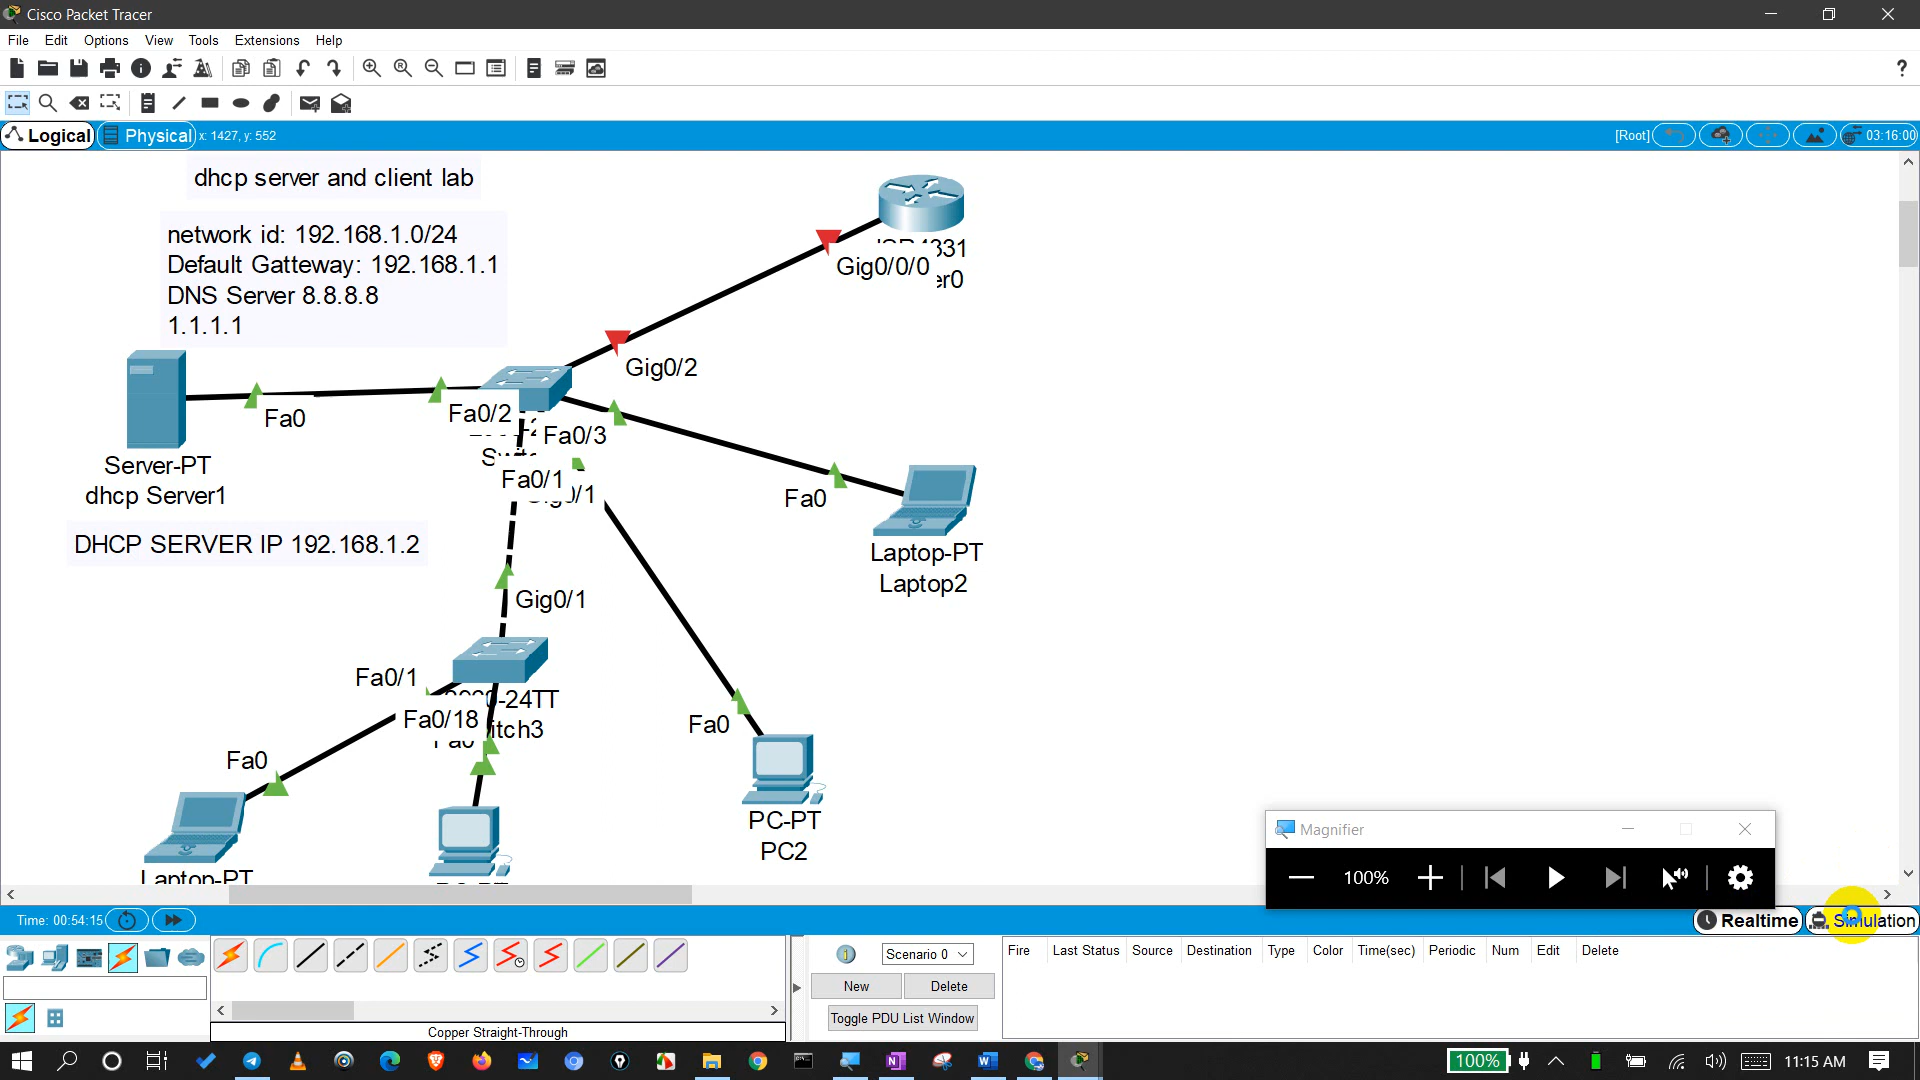 Cisco Packet Tracer
File Edit Options View Tools Extensions Help
Logical Physical x: 1427, y: 552 [Root] 03:16:00
dhcp server and client lab
network id: 192.168.1.0/24
Default Gatteway: 192.168.1.1
DNS Server 8.8.8.8
1.1.1.1
Gig0/0/0
Gig0/2
Fa0
Fa0/2
Fa0/3
Fa0/1
Server-PT
dhcp Server1
DHCP SERVER IP 192.168.1.2
Fa0
Laptop-PT
Laptop2
Gig0/1
Fa0/1
Fa0/18
Fa0
Fa0
PC-PT
PC2
Laptop-PT
Magnifier
100%
Time: 00:54:15
Realtime Simulation
Scenario 0
New Delete
Toggle PDU List Window
Fire Last Status Source Destination Type Color Time(sec) Periodic Num Edit Delete
Copper Straight-Through
100% 11:15 AM